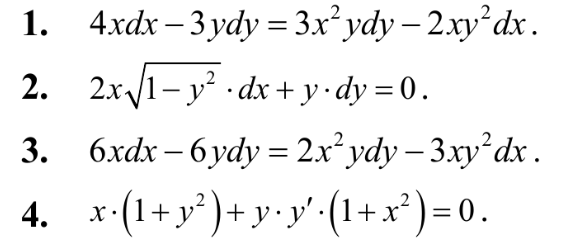 1. 4xdx − 3ydy = 3x²ydy − 2xy²dx.
2. 2x√(1 − y²) · dx + y · dy = 0.
3. 6xdx − 6ydy = 2x²ydy − 3xy²dx.
4. x · (1 + y²) + y · y′ · (1 + x²) = 0.